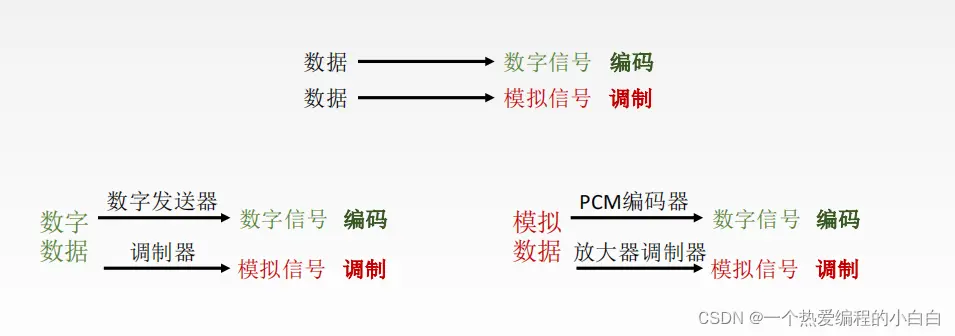 数据 数字信号 编码
数据 模拟信号 调制
数字发送器
数字 数字信号 编码
数据 调制器
模拟信号 调制
PCM编码器
模拟 数字信号 编码
数据 放大器调制器
模拟信号 调制
CSDN @一个热爱编程的小白白